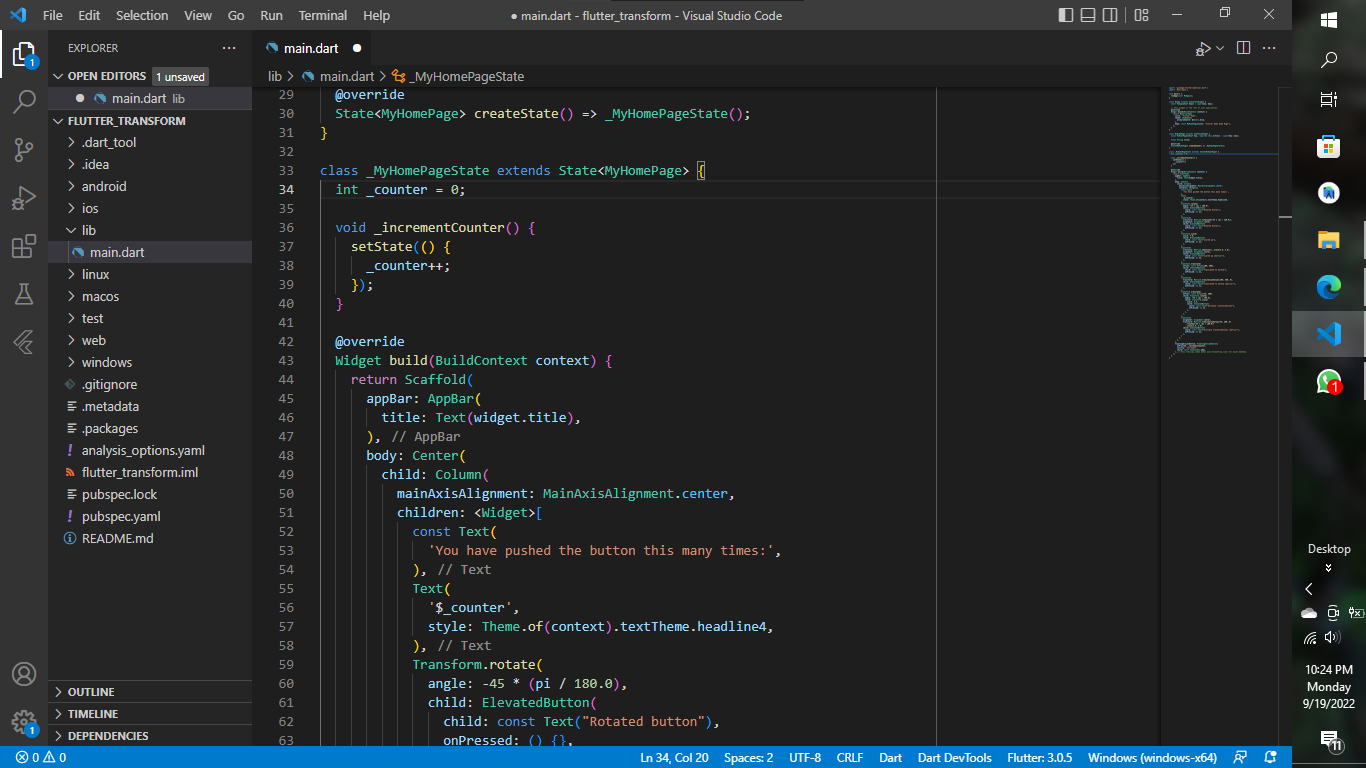 File Edit Selection View Go Run Terminal Help
● main.dart - flutter_transform - Visual Studio Code
EXPLORER
OPEN EDITORS 1 unsaved
main.dart lib
FLUTTER_TRANSFORM
.dart_tool
.idea
android
ios
lib
main.dart
linux
macos
test
web
windows
.gitignore
.metadata
.packages
analysis_options.yaml
flutter_transform.iml
pubspec.lock
pubspec.yaml
README.md
OUTLINE
TIMELINE
DEPENDENCIES
1
1
main.dart
lib > main.dart > _MyHomePageState
29 @override
30 State<MyHomePage> createState() => _MyHomePageState();
31 }
32
33 class _MyHomePageState extends State<MyHomePage> {
34 int _counter = 0;
35
36 void _incrementCounter() {
37 setState(() {
38 _counter++;
39 });
40 }
41
42 @override
43 Widget build(BuildContext context) {
44 return Scaffold(
45 appBar: AppBar(
46 title: Text(widget.title),
47 ), // AppBar
48 body: Center(
49 child: Column(
50 mainAxisAlignment: MainAxisAlignment.center,
51 children: <Widget>[
52 const Text(
53 'You have pushed the button this many times:',
54 ), // Text
55 Text(
56 '$_counter',
57 style: Theme.of(context).textTheme.headline4,
58 ), // Text
59 Transform.rotate(
60 angle: -45 * (pi / 180.0),
61 child: ElevatedButton(
62 child: const Text("Rotated button"),
63 onPressed: () {},
0 0
Ln 34, Col 20 Spaces: 2 UTF-8 CRLF Dart Dart DevTools Flutter: 3.0.5 Windows (windows-x64)
1
Desktop
10:24 PM
Monday
9/19/2022
11